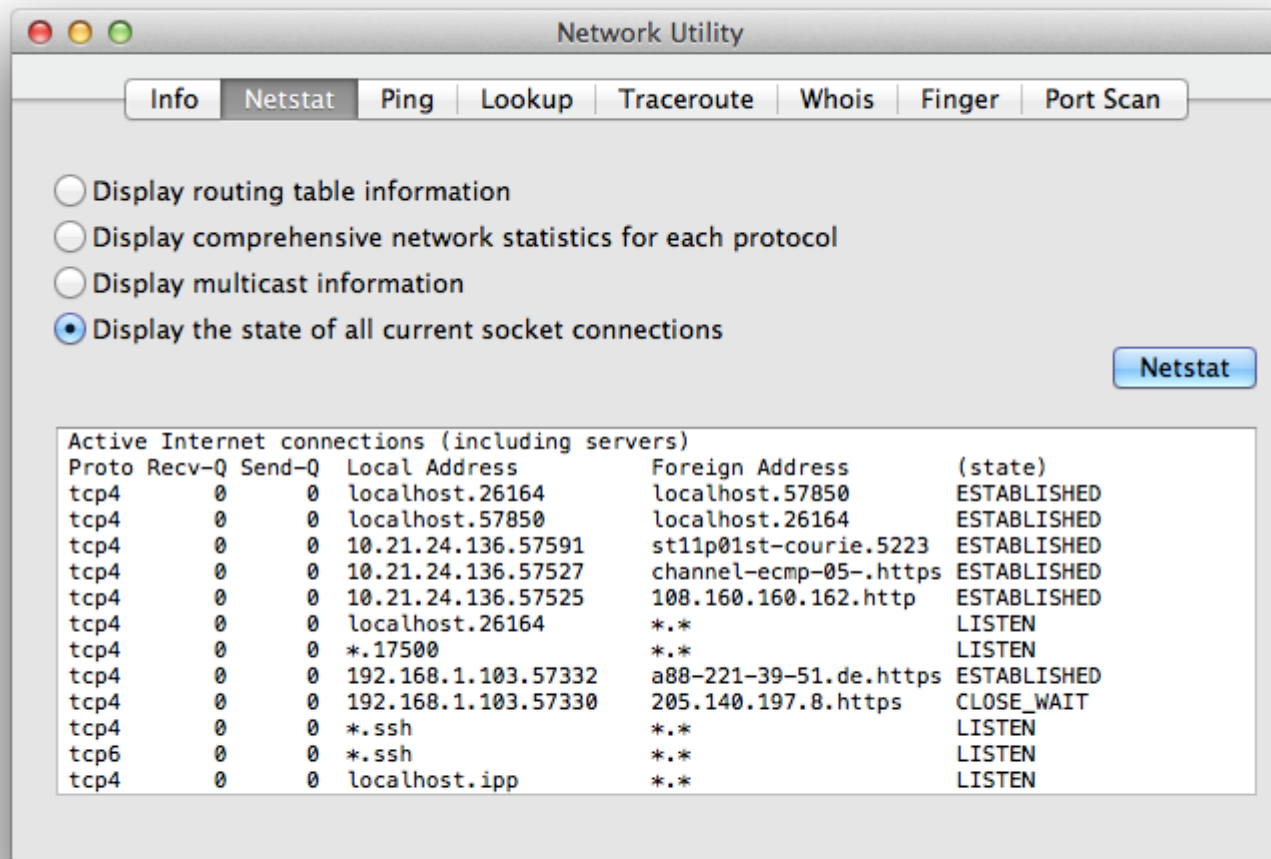 Network Utility
Info Netstat Ping Lookup Traceroute Whois Finger Port Scan
Display routing table information
Display comprehensive network statistics for each protocol
Display multicast information
Display the state of all current socket connections
Netstat
Active Internet connections (including servers)
Proto Recv-Q Send-Q  Local Address          Foreign Address        (state)
tcp4       0      0  localhost.26164        localhost.57850        ESTABLISHED
tcp4       0      0  localhost.57850        localhost.26164        ESTABLISHED
tcp4       0      0  10.21.24.136.57591     st11p01st-courie.5223  ESTABLISHED
tcp4       0      0  10.21.24.136.57527     channel-ecmp-05-.https ESTABLISHED
tcp4       0      0  10.21.24.136.57525     108.160.160.162.http   ESTABLISHED
tcp4       0      0  localhost.26164        *.*                    LISTEN
tcp4       0      0  *.17500                *.*                    LISTEN
tcp4       0      0  192.168.1.103.57332    a88-221-39-51.de.https ESTABLISHED
tcp4       0      0  192.168.1.103.57330    205.140.197.8.https    CLOSE_WAIT
tcp4       0      0  *.ssh                  *.*                    LISTEN
tcp6       0      0  *.ssh                  *.*                    LISTEN
tcp4       0      0  localhost.ipp          *.*                    LISTEN